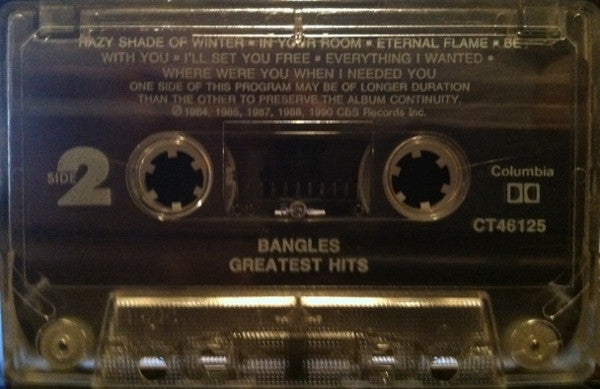 HAZY SHADE OF WINTER ▪ IN YOUR ROOM ▪ ETERNAL FLAME ▪ BE
WITH YOU ▪ I'LL SET YOU FREE ▪ EVERYTHING I WANTED ▪
WHERE WERE YOU WHEN I NEEDED YOU
ONE SIDE OF THIS PROGRAM MAY BE OF LONGER DURATION
THAN THE OTHER TO PRESERVE THE ALBUM CONTINUITY.
℗ 1984, 1986, 1987, 1988, 1990 CBS Records Inc.
SIDE 2
Columbia
CT46125
BANGLES
GREATEST HITS